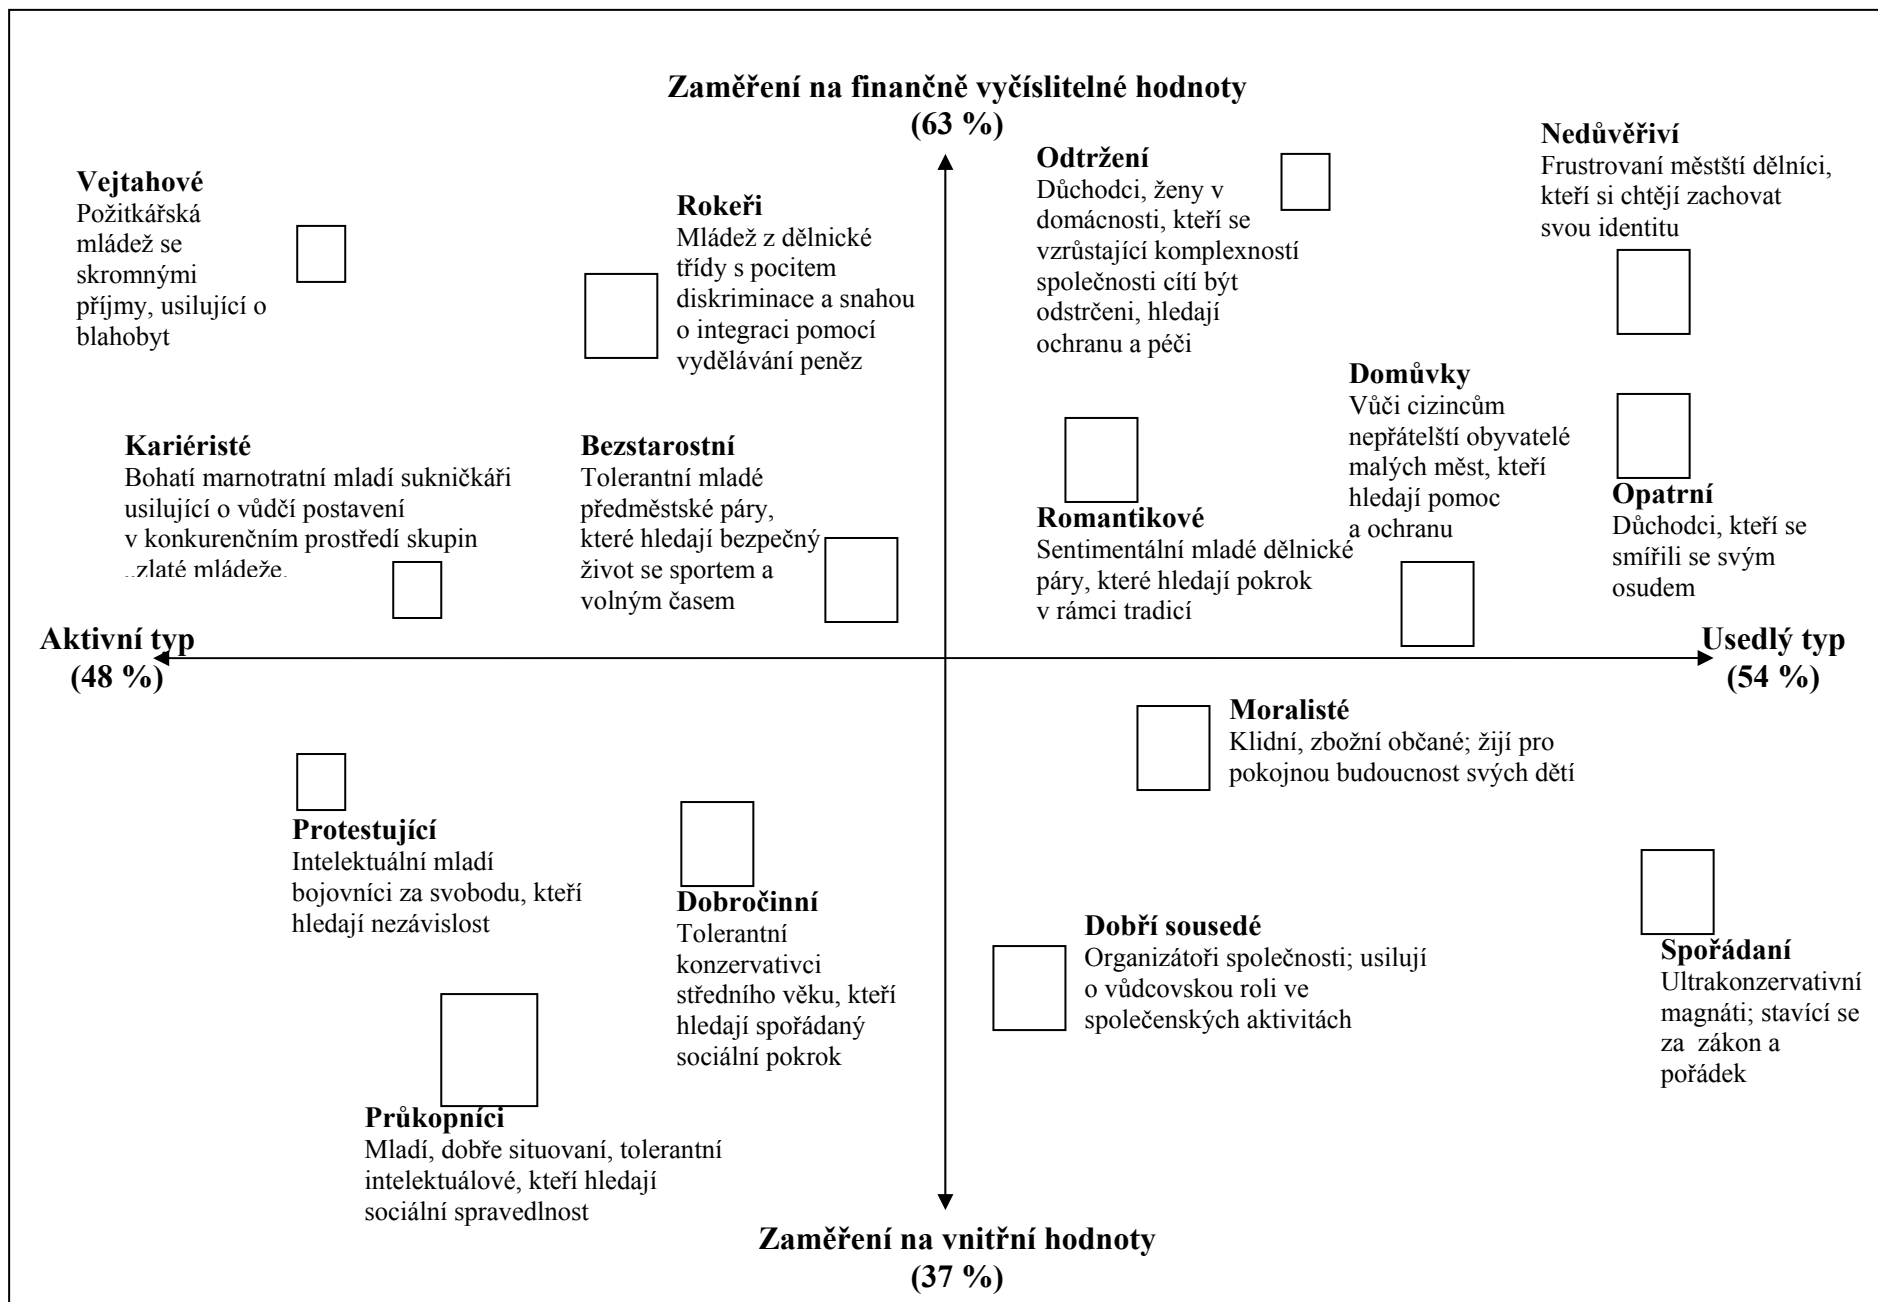 Zaměření na finančně vyčíslitelné hodnoty
(63 %)
Vejtahové
Požitkářská
mládež se
skromnými
příjmy, usilující o
blahobyt
Rokeři
Mládež z dělnické
třídy s pocitem
diskriminace a snahou
o integraci pomocí
vydělávání peněz
Odtržení
Důchodci, ženy v
domácnosti, kteří se
vzrůstající komplexností
společnosti cítí být
odstrčeni, hledají
ochranu a péči
Nedůvěřiví
Frustrovaní městští dělníci,
kteří si chtějí zachovat
svou identitu
Kariéristé
Bohatí marnotratní mladí sukničkáři
usilující o vůdčí postavení
v konkurenčním prostředí skupin
„zlaté mládeže.
Bezstarostní
Tolerantní mladé
předměstské páry,
které hledají bezpečný
život se sportem a
volným časem
Romantikové
Sentimentální mladé dělnické
páry, které hledají pokrok
v rámci tradicí
Domůvky
Vůči cizincům
nepřátelští obyvatelé
malých měst, kteří
hledají pomoc
a ochranu
Opatrní
Důchodci, kteří se
smířili se svým
osudem
Aktivní typ
(48 %)
Usedlý typ
(54 %)
Protestující
Intelektuální mladí
bojovníci za svobodu, kteří
hledají nezávislost
Dobročinní
Tolerantní
konzervativci
středního věku, kteří
hledají spořádaný
sociální pokrok
Průkopníci
Mladí, dobře situovaní, tolerantní
intelektuálové, kteří hledají
sociální spravedlnost
Moralisté
Klidní, zbožní občané; žijí pro
pokojnou budoucnost svých dětí
Dobří sousedé
Organizátoři společnosti; usilují
o vůdcovskou roli ve
společenských aktivitách
Spořádaní
Ultrakonzervativní
magnáti; stavící se
za zákon a
pořádek
Zaměření na vnitřní hodnoty
(37 %)